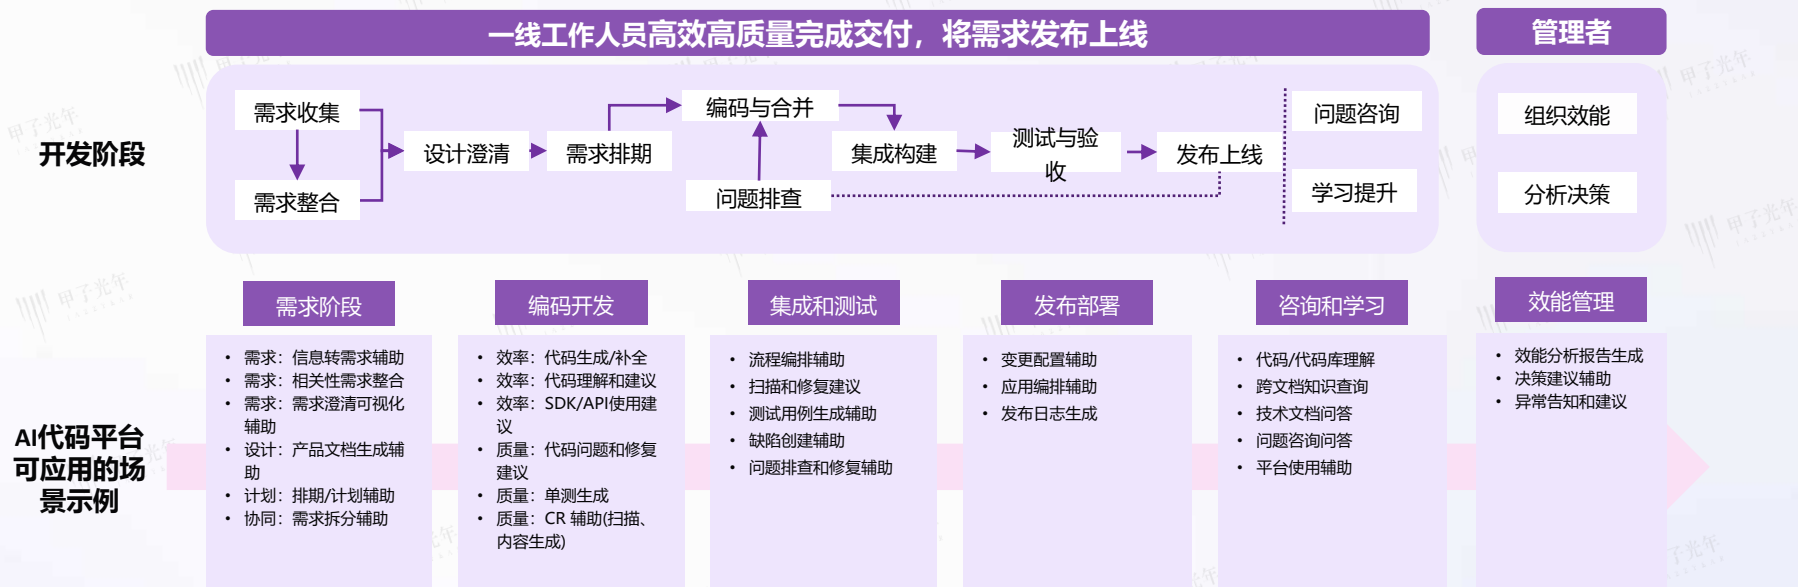 一线工作人员高效高质量完成交付，将需求发布上线
管理者
开发阶段
需求收集
需求整合
设计澄清
需求排期
编码与合并
问题排查
集成构建
测试与验
收
发布上线
问题咨询
学习提升
组织效能
分析决策
AI代码平台
可应用的场
景示例
需求阶段
• 需求：信息转需求辅助
• 需求：相关性需求整合
• 需求：需求澄清可视化
辅助
• 设计：产品文档生成辅
助
• 计划：排期/计划辅助
• 协同：需求拆分辅助
编码开发
• 效率：代码生成/补全
• 效率：代码理解和建议
• 效率：SDK/API使用建
议
• 质量：代码问题和修复
建议
• 质量：单测生成
• 质量：CR 辅助(扫描、
内容生成)
集成和测试
• 流程编排辅助
• 扫描和修复建议
• 测试用例生成辅助
• 缺陷创建辅助
• 问题排查和修复辅助
发布部署
• 变更配置辅助
• 应用编排辅助
• 发布日志生成
咨询和学习
• 代码/代码库理解
• 跨文档知识查询
• 技术文档问答
• 问题咨询问答
• 平台使用辅助
效能管理
• 效能分析报告生成
• 决策建议辅助
• 异常告知和建议
甲子光年